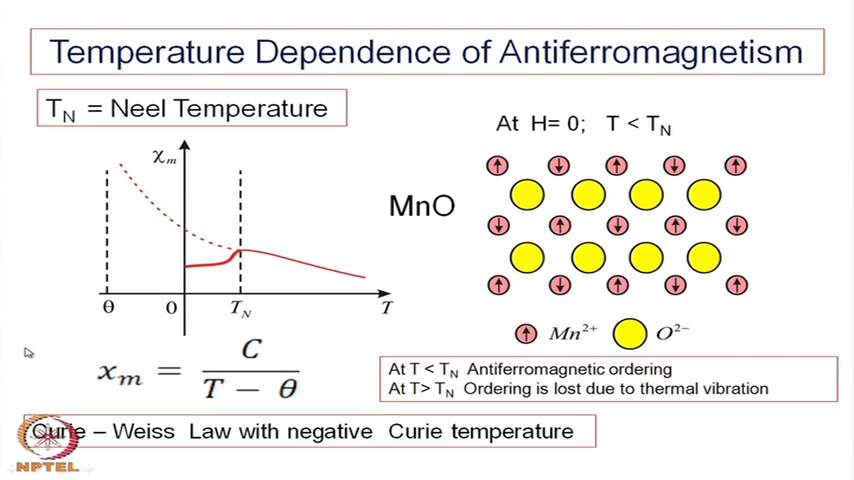 Temperature Dependence of Antiferromagnetism
T_N = Neel Temperature
At H= 0; T < T_N
χ_m
MnO
θ 0 T_N T
Mn²⁺ O²⁻
x_m = C / (T − θ)
At T < T_N Antiferromagnetic ordering
At T> T_N Ordering is lost due to thermal vibration
Curie – Weiss Law with negative Curie temperature
NPTEL